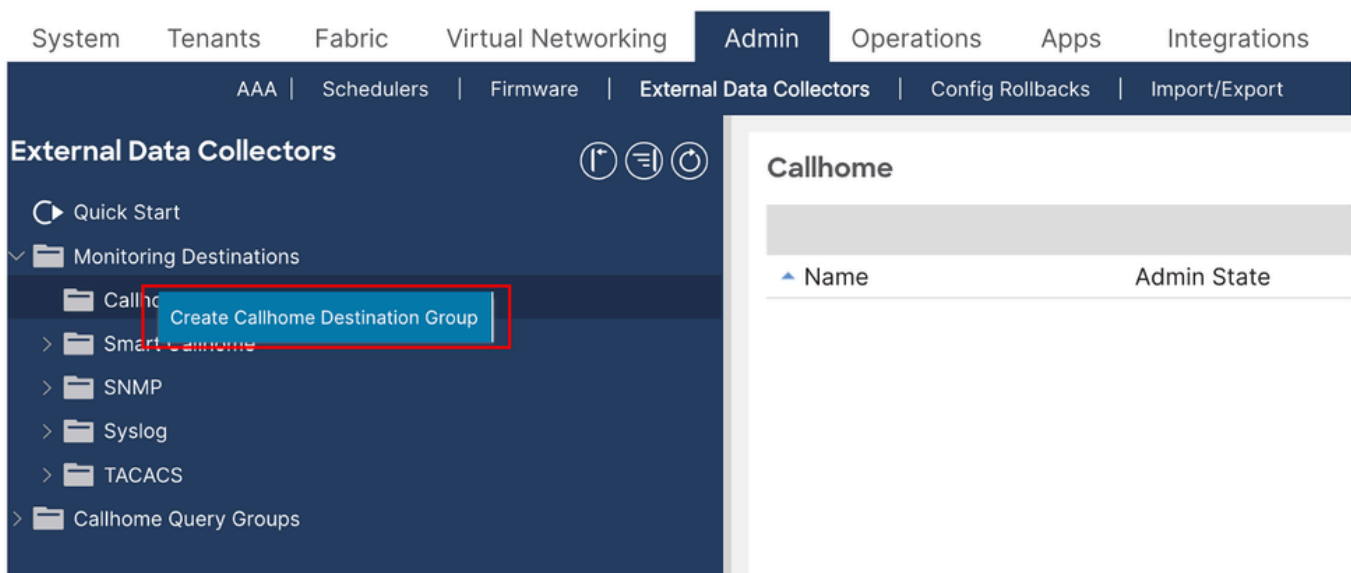 System Tenants Fabric Virtual Networking Admin Operations Apps Integrations
AAA | Schedulers | Firmware | External Data Collectors | Config Rollbacks | Import/Export
External Data Collectors
Quick Start
Monitoring Destinations
Create Callhome Destination Group
Smart Callhome
SNMP
Syslog
TACACS
Callhome Query Groups
Callhome
Name Admin State